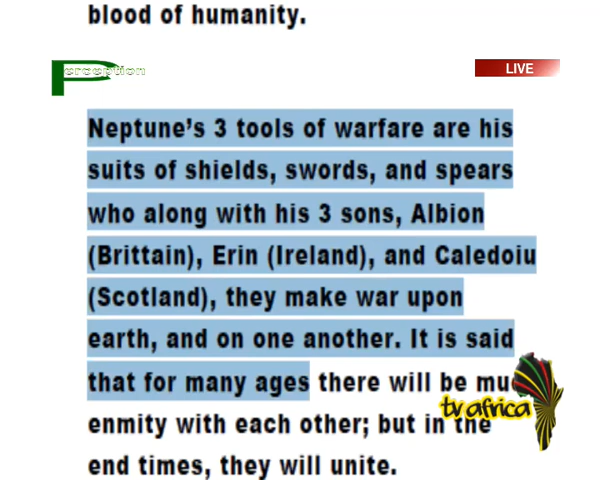 blood of humanity.
Perception
LIVE
Neptune's 3 tools of warfare are his
suits of shields, swords, and spears
who along with his 3 sons, Albion
(Brittain), Erin (Ireland), and Caledoiu
(Scotland), they make war upon
earth, and on one another. It is said
that for many ages there will be
enmity with each other; but in the
end times, they will unite.
tv africa